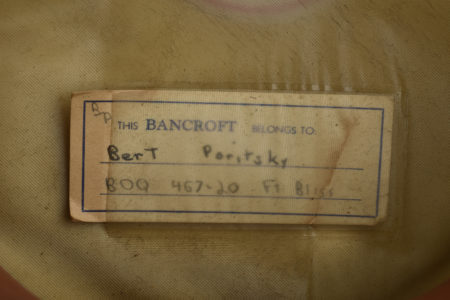 THIS BANCROFT BELONGS TO:
Bert Poritsky
BOQ 467-20 Ft Bliss